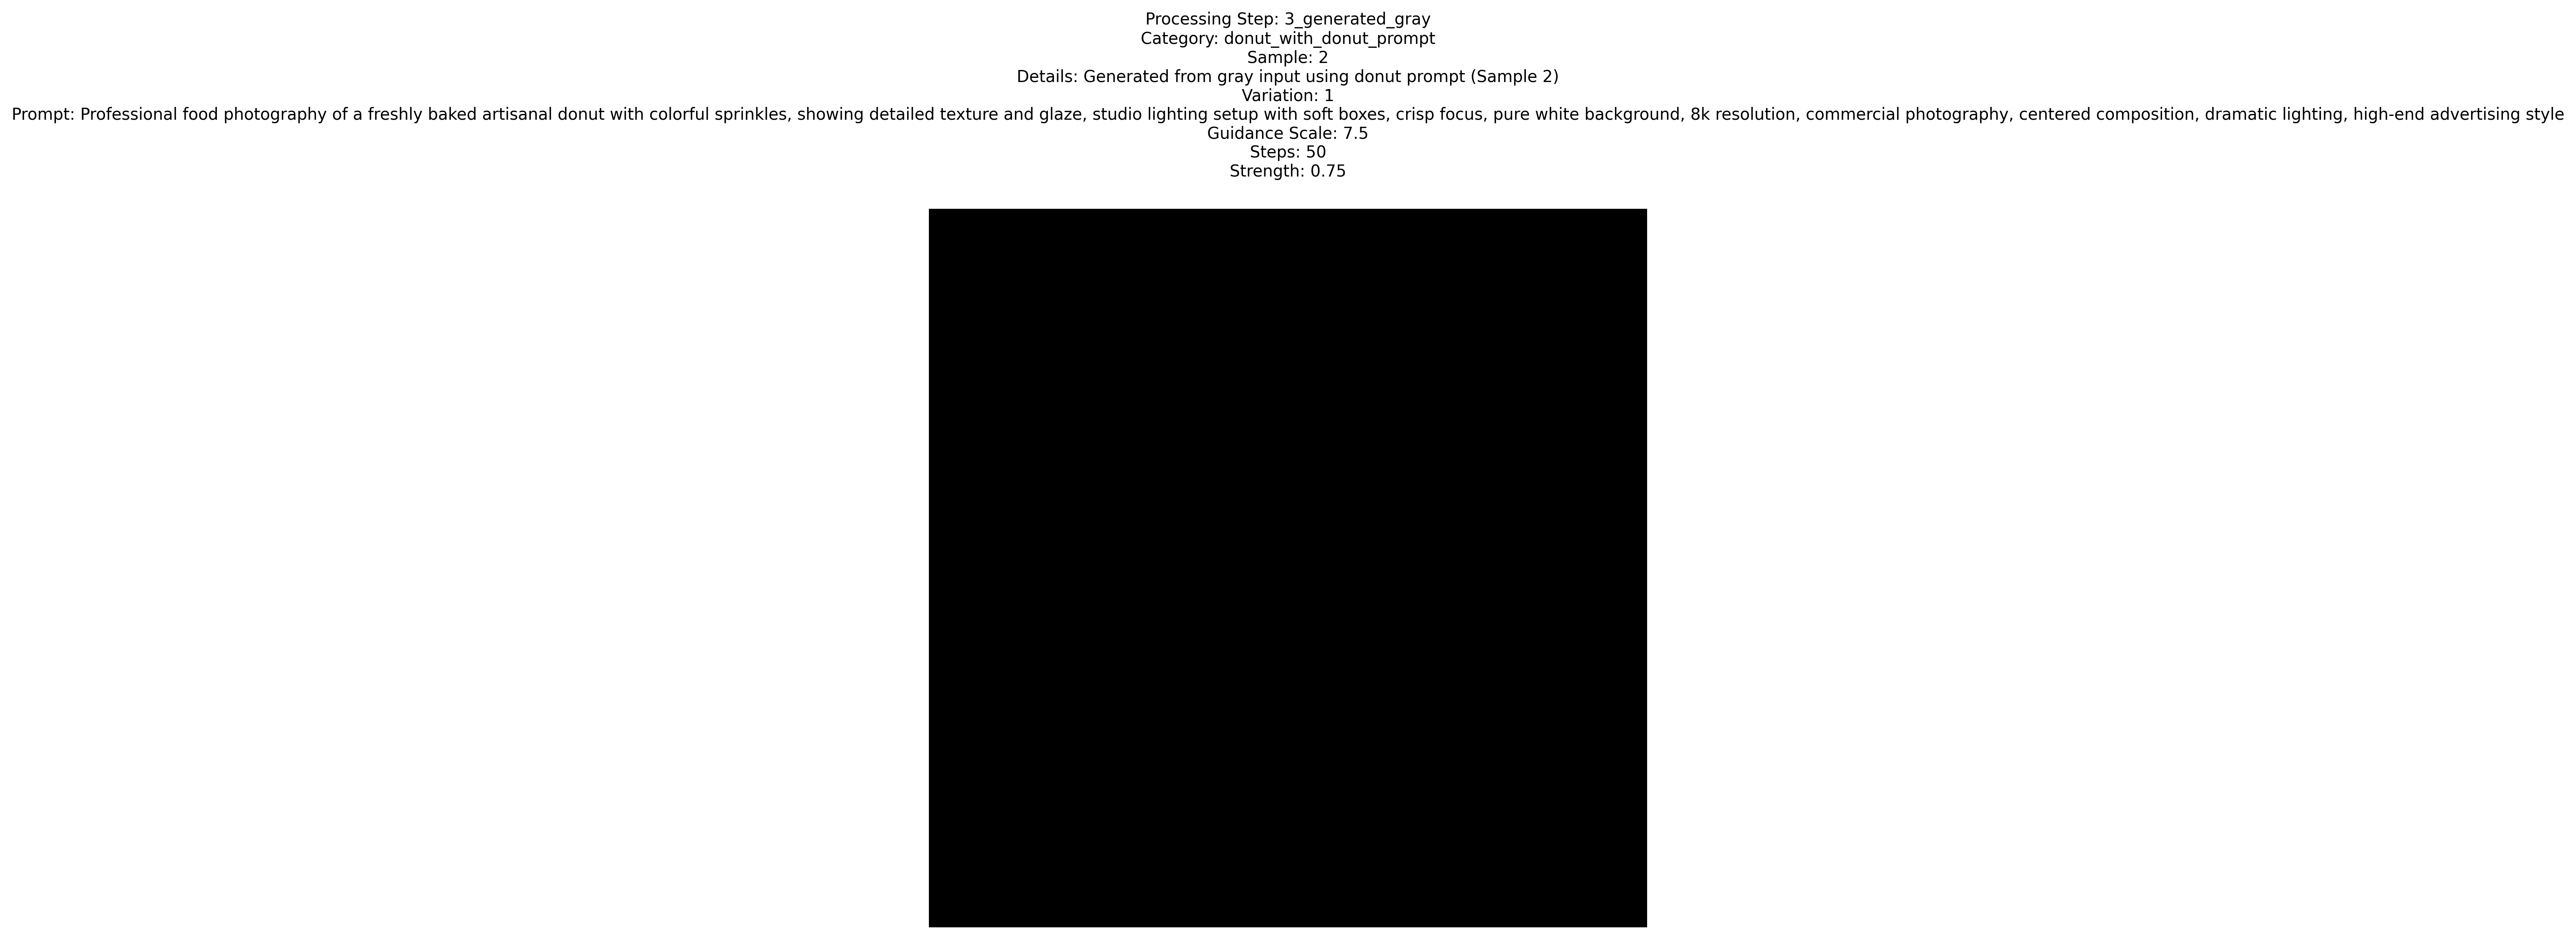 Processing Step: 3_generated_gray
Category: donut_with_donut_prompt
Sample: 2
Details: Generated from gray input using donut prompt (Sample 2)
Variation: 1
Prompt: Professional food photography of a freshly baked artisanal donut with colorful sprinkles, showing detailed texture and glaze, studio lighting setup with soft boxes, crisp focus, pure white background, 8k resolution, commercial photography, centered composition, dramatic lighting, high-end advertising style
Guidance Scale: 7.5
Steps: 50
Strength: 0.75